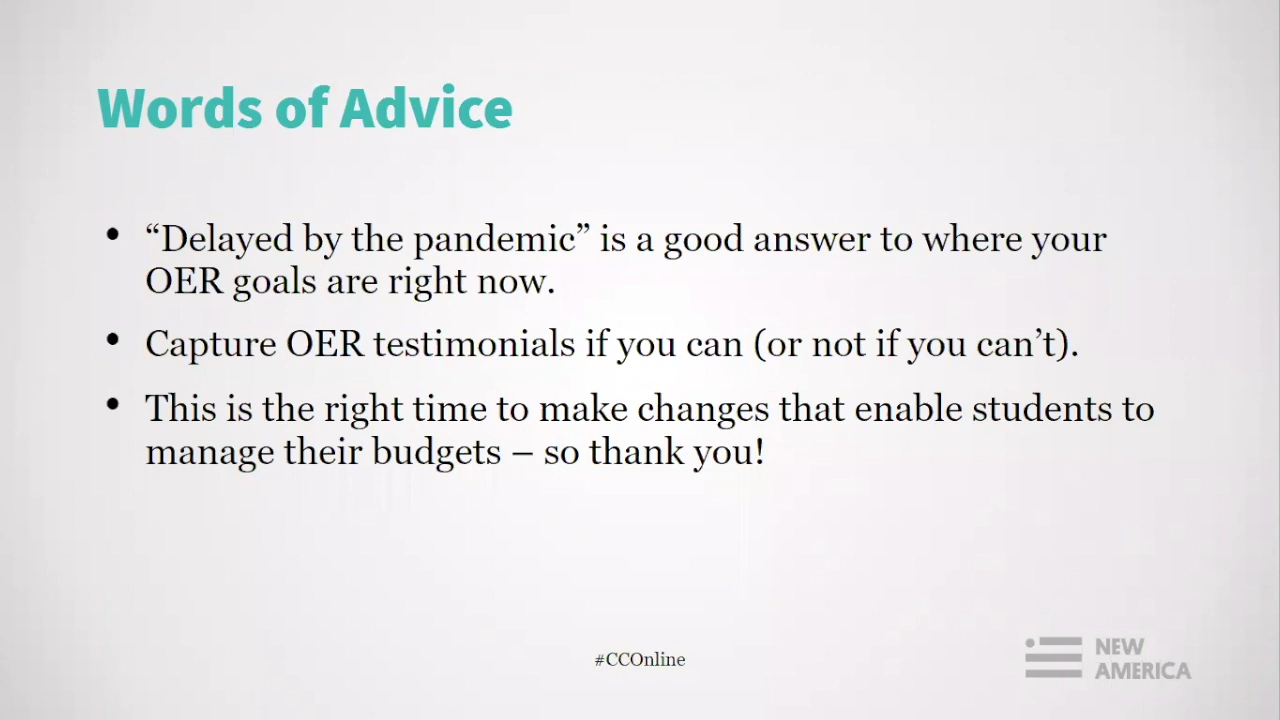 Words of Advice
• “Delayed by the pandemic” is a good answer to where your
OER goals are right now.
• Capture OER testimonials if you can (or not if you can’t).
• This is the right time to make changes that enable students to
manage their budgets – so thank you!
#CCOnline
NEW
AMERICA